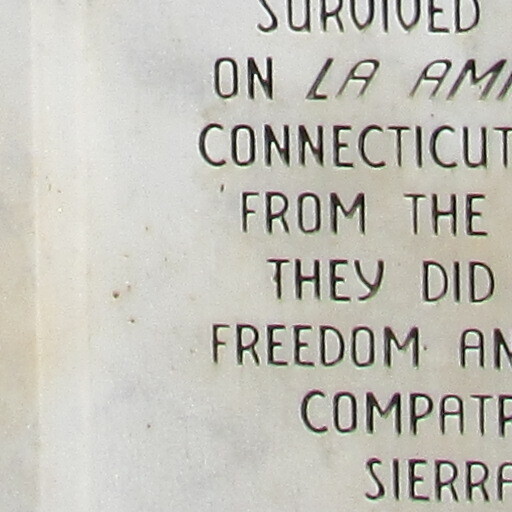 SURVIVED
ON LA AMI
CONNECTICUT
FROM THE
THEY DID
FREEDOM AN
COMPATR
SIERRA